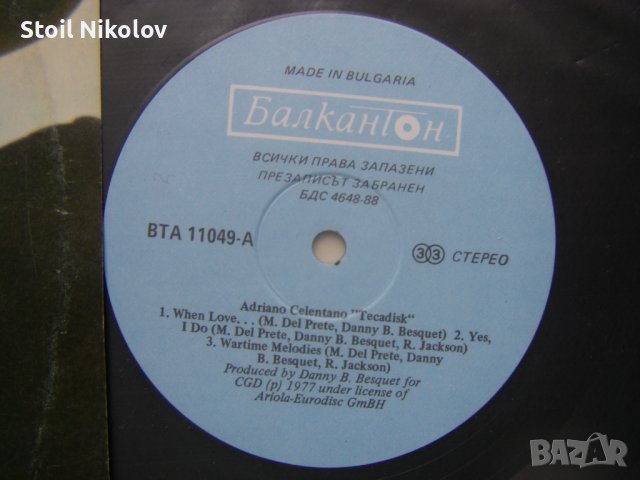 Stoil Nikolov
MADE IN BULGARIA
БалканТон
ВСИЧКИ ПРАВА ЗАПАЗЕНИ
ПРЕЗАПИСЪТ ЗАБРАНЕН
БДС 4648-88
ВТА 11049-А
33 СТЕРЕО
Adriano Celentano "Tecadisk"
1. When Love. . . (M. Del Prete, Danny B. Besquet) 2. Yes,
I Do (M. Del Prete, Danny B. Besquet, R. Jackson)
3. Wartime Melodies (M. Del Prete, Danny
B. Besquet, R. Jackson)
Produced by Danny B. Besquet for
CGD (p) 1977 under license of
Ariola-Eurodisc GmBH
BAZAR
bg